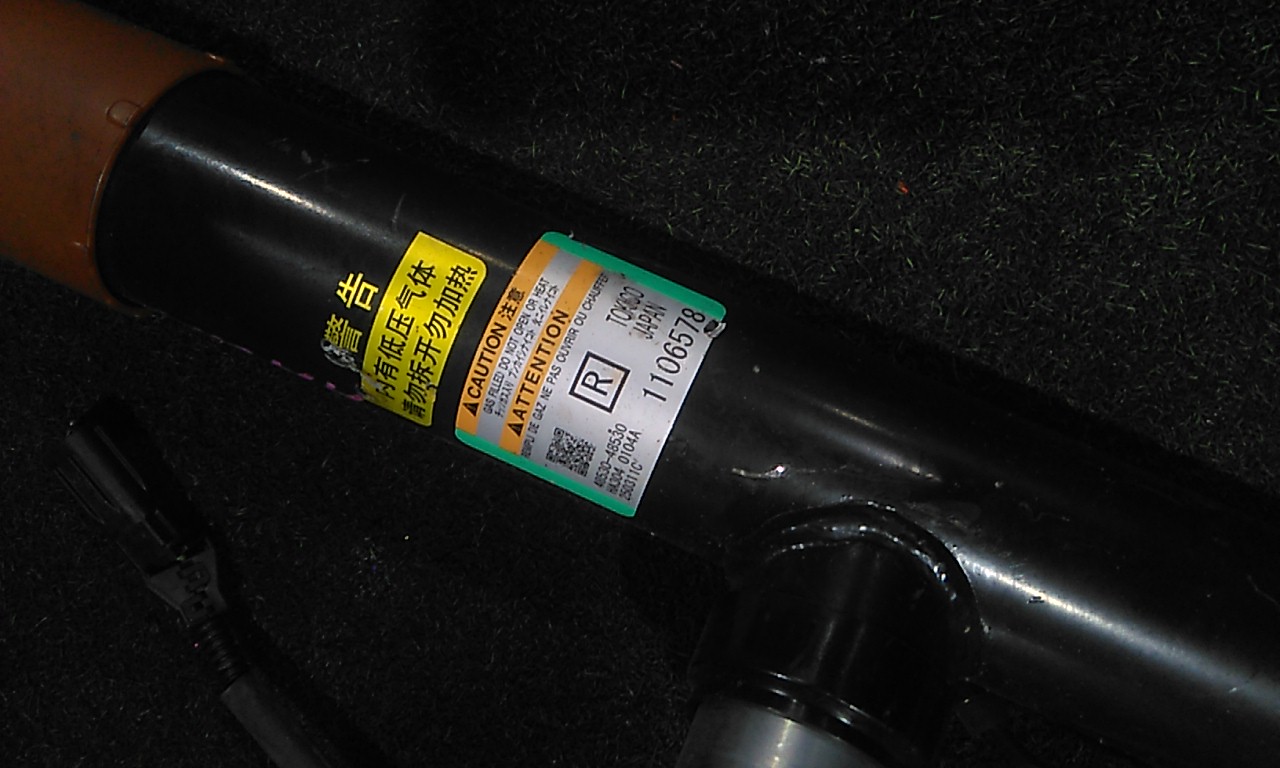 警告
内有低压气体
请勿拆开勿加热
▲CAUTION 注意
GAS FILLED DO NOT OPEN OR HEAT
▲ATTENTION
REMPLI DE GAZ NE PAS OUVRIR OU CHAUFFER
R
TOKICO
JAPAN
1106578
48530-48530
0104A
250311C